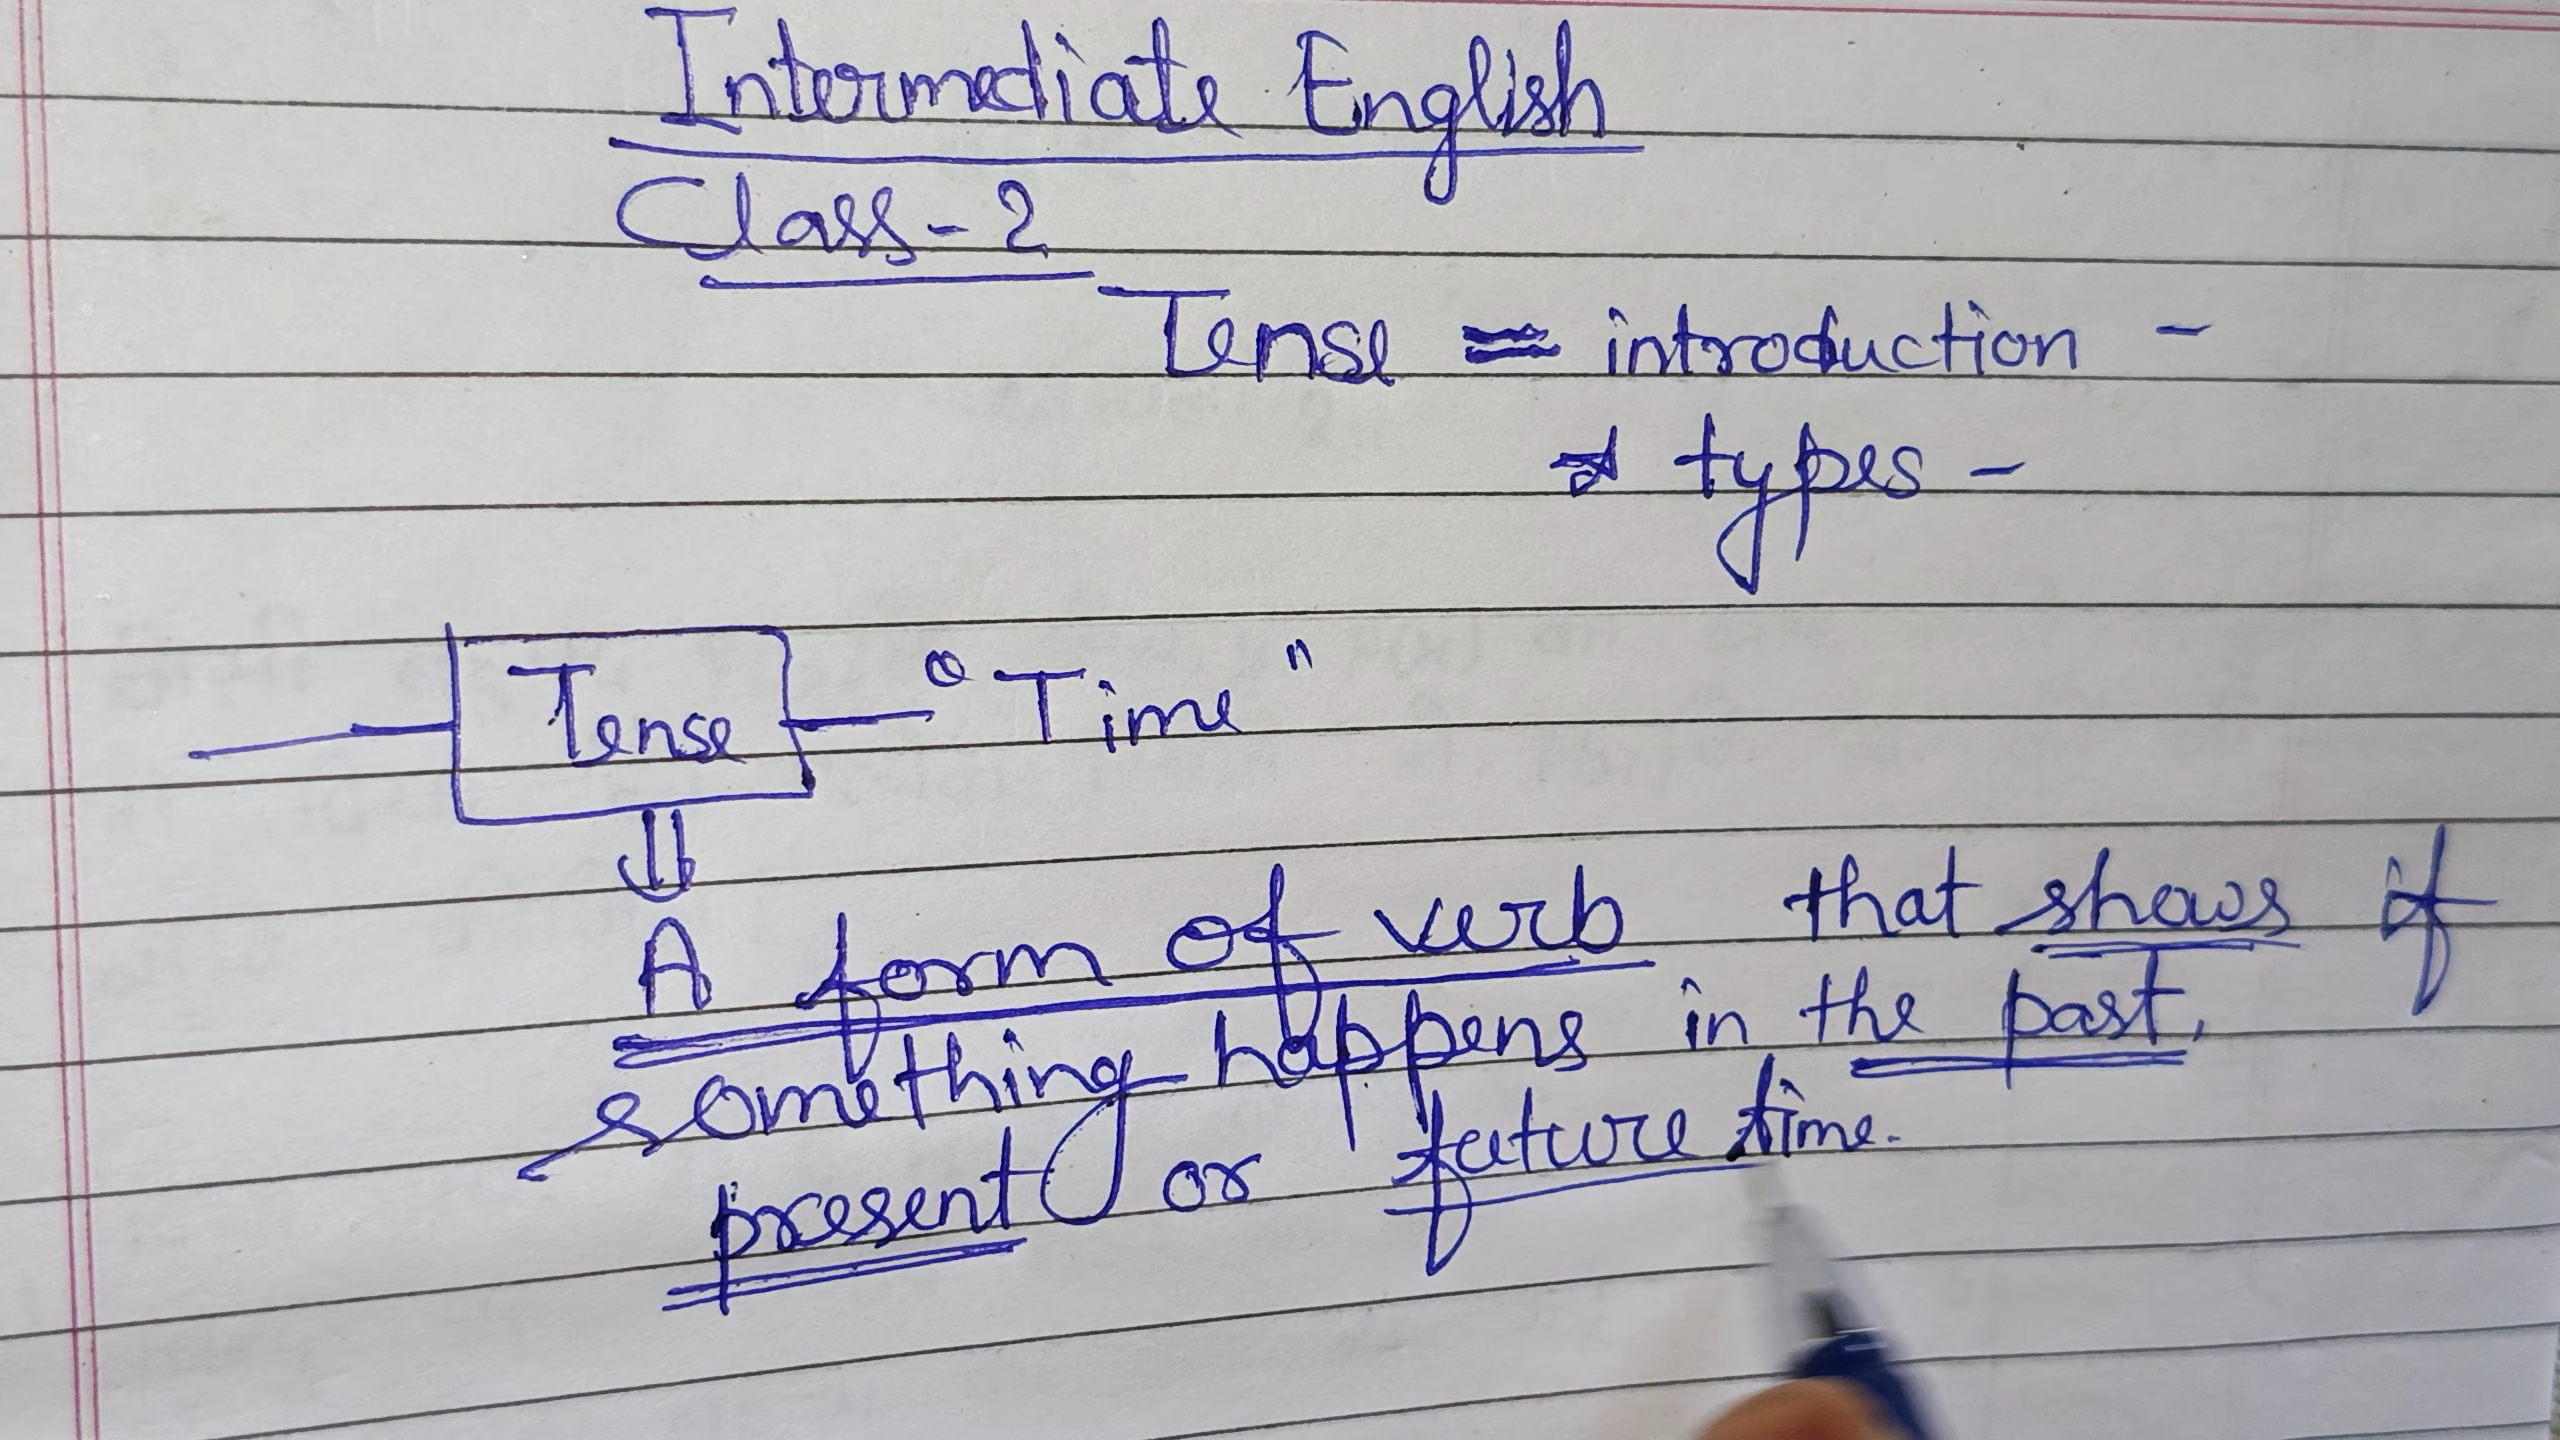 Intermediate English
Class-2
Tense = introduction -
types -
Tense "Time"
A form of verb that shows if
something happens in the past,
present or future time.